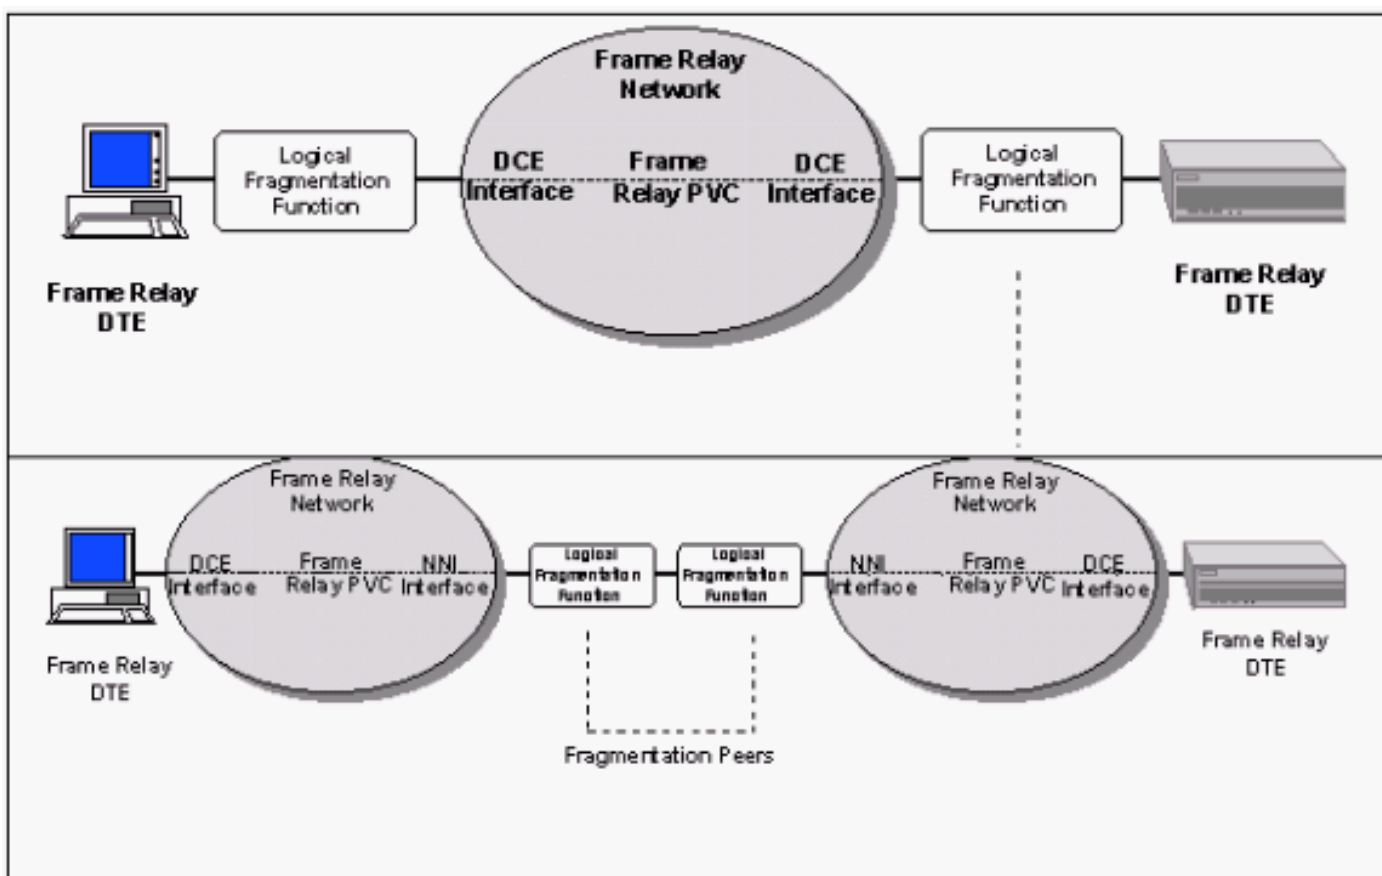 Frame Relay
Network
Logical
Fragmentation
Function
DCE
Interface
Frame
Relay PVC
DCE
Interface
Logical
Fragmentation
Function
Frame Relay
DTE
Frame Relay
DTE
Frame Relay
Network
Frame Relay
Network
DCE
Interface
Frame
Relay PVC
NNI
Interface
Logical
Fragmentation
Function
Logical
Fragmentation
Function
NNI
Interface
Frame
Relay PVC
DCE
Interface
Frame Relay
DTE
Frame Relay
DTE
Fragmentation Peers